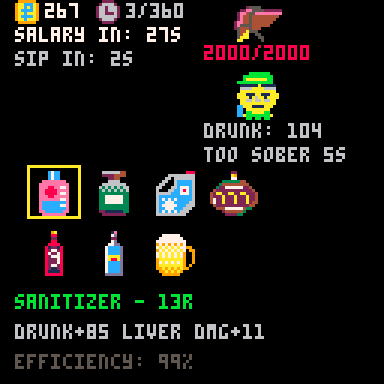 267 3/360
SALARY IN: 27S
SIP IN: 2S
2000/2000
DRUNK: 104
TOO SOBER 5S
SANITIZER - 13R
DRUNK+85 LIVER DMG+11
EFFICIENCY: 99%